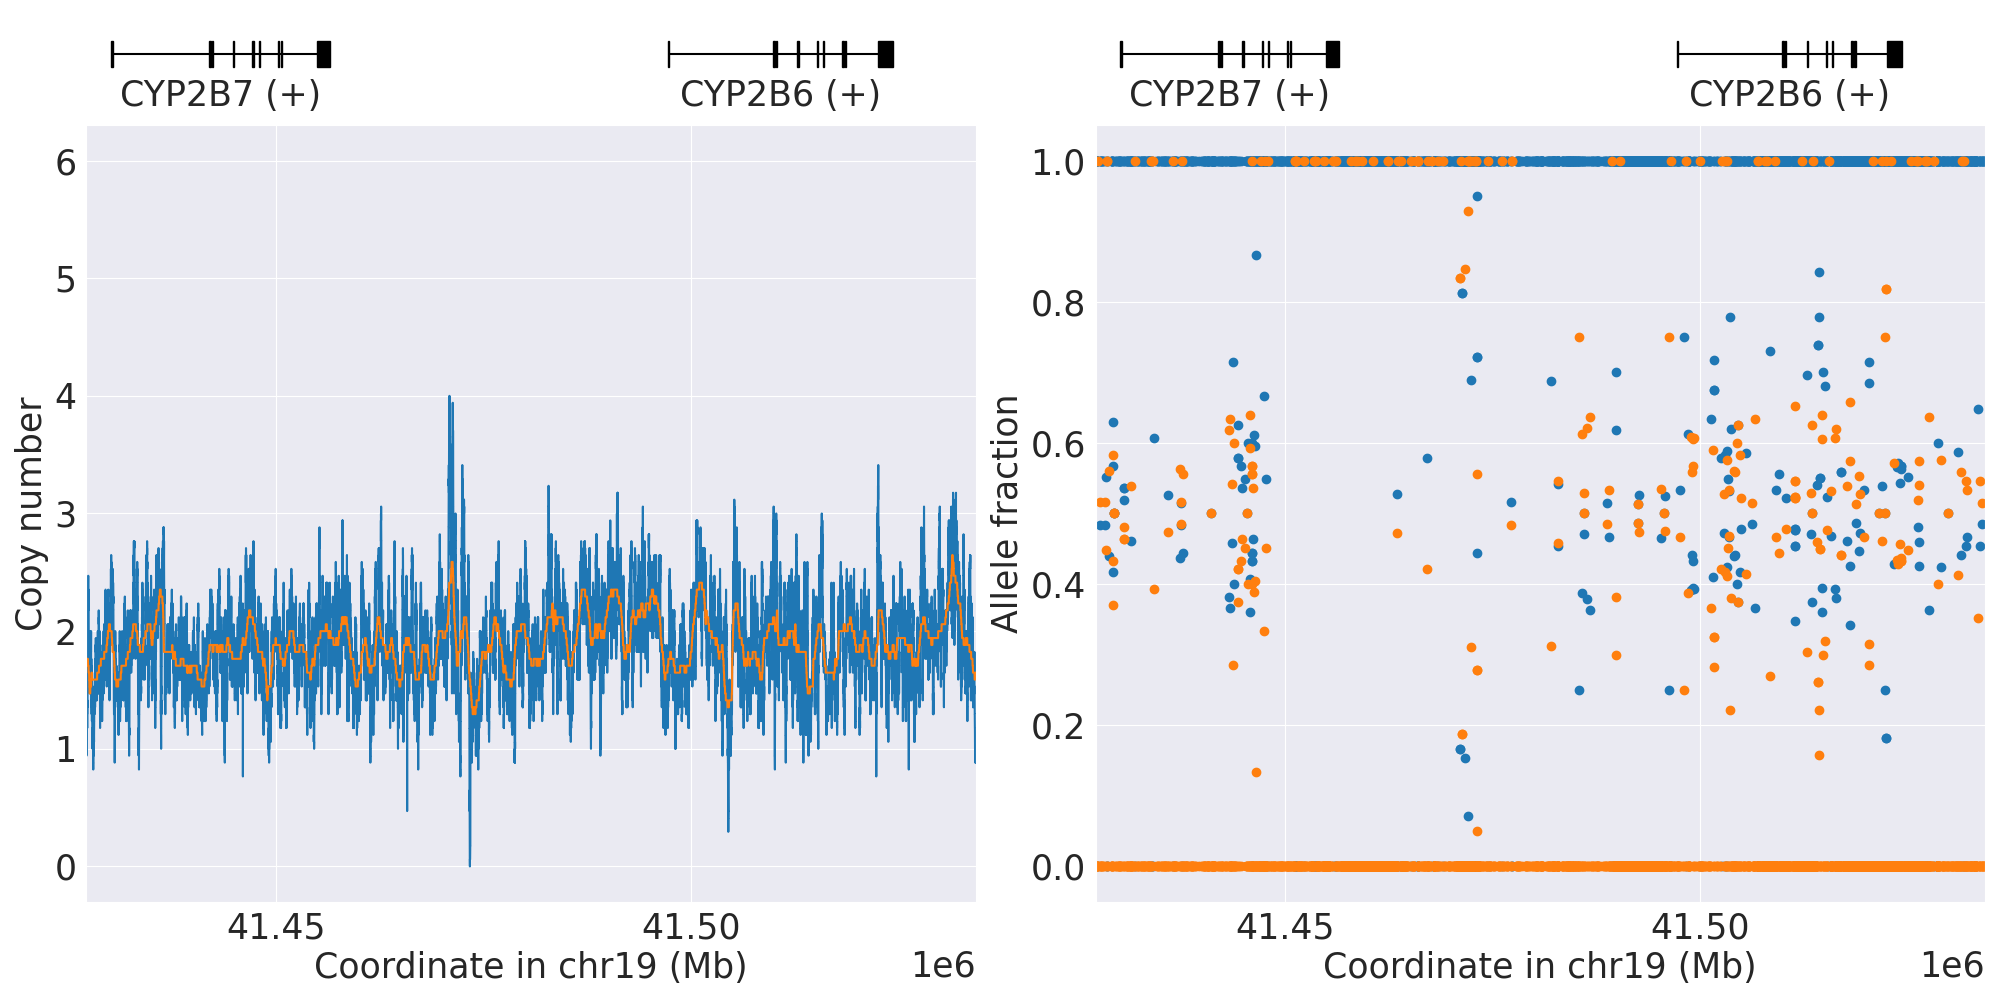 CYP2B7 (+)
CYP2B6 (+)
6
5
4
3
2
1
0
Copy number
41.45
41.50
Coordinate in chr19 (Mb)
1e6
CYP2B7 (+)
CYP2B6 (+)
1.0
0.8
0.6
0.4
0.2
0.0
Allele fraction
41.45
41.50
Coordinate in chr19 (Mb)
1e6